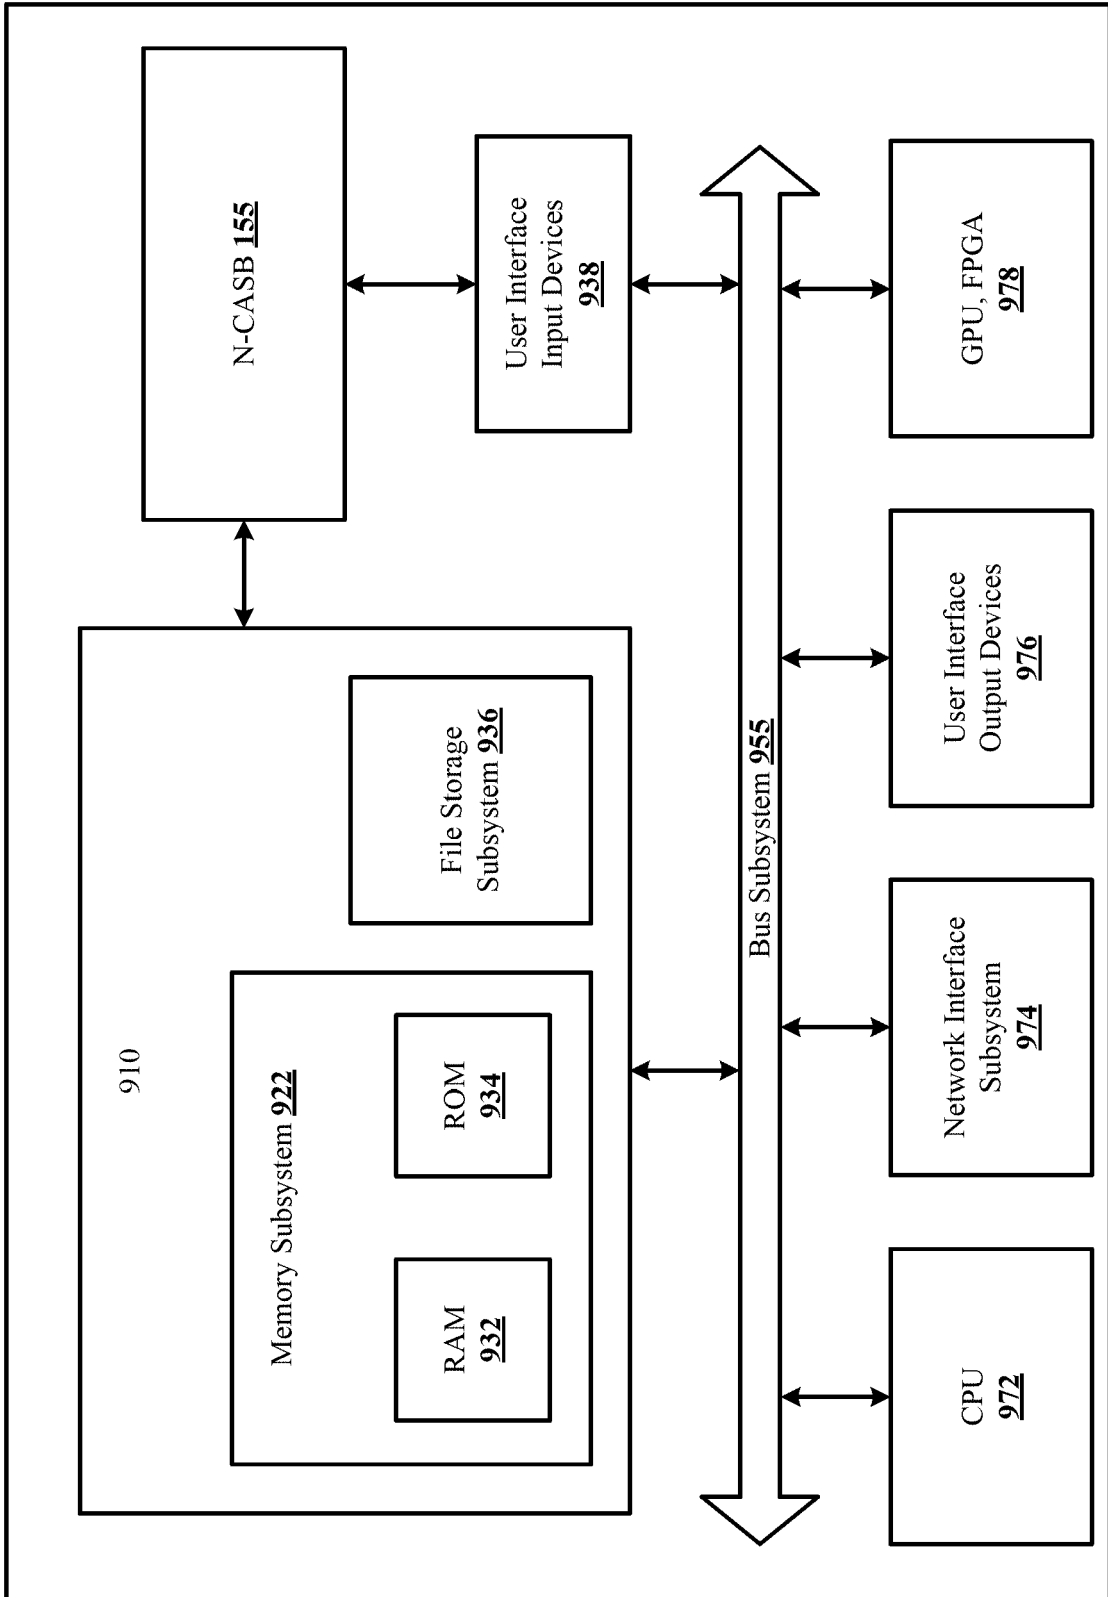 910
Memory Subsystem 922
RAM
932
ROM
934
File Storage
Subsystem 936
N-CASB 155
User Interface
Input Devices
938
Bus Subsystem 955
CPU
972
Network Interface
Subsystem
974
User Interface
Output Devices
976
GPU, FPGA
978